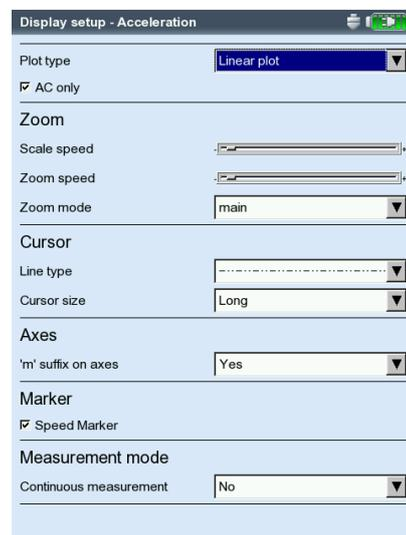 Display setup - Acceleration
Plot type Linear plot
AC only
Zoom
Scale speed - +
Zoom speed - +
Zoom mode main
Cursor
Line type
Cursor size Long
Axes
'm' suffix on axes Yes
Marker
Speed Marker
Measurement mode
Continuous measurement No